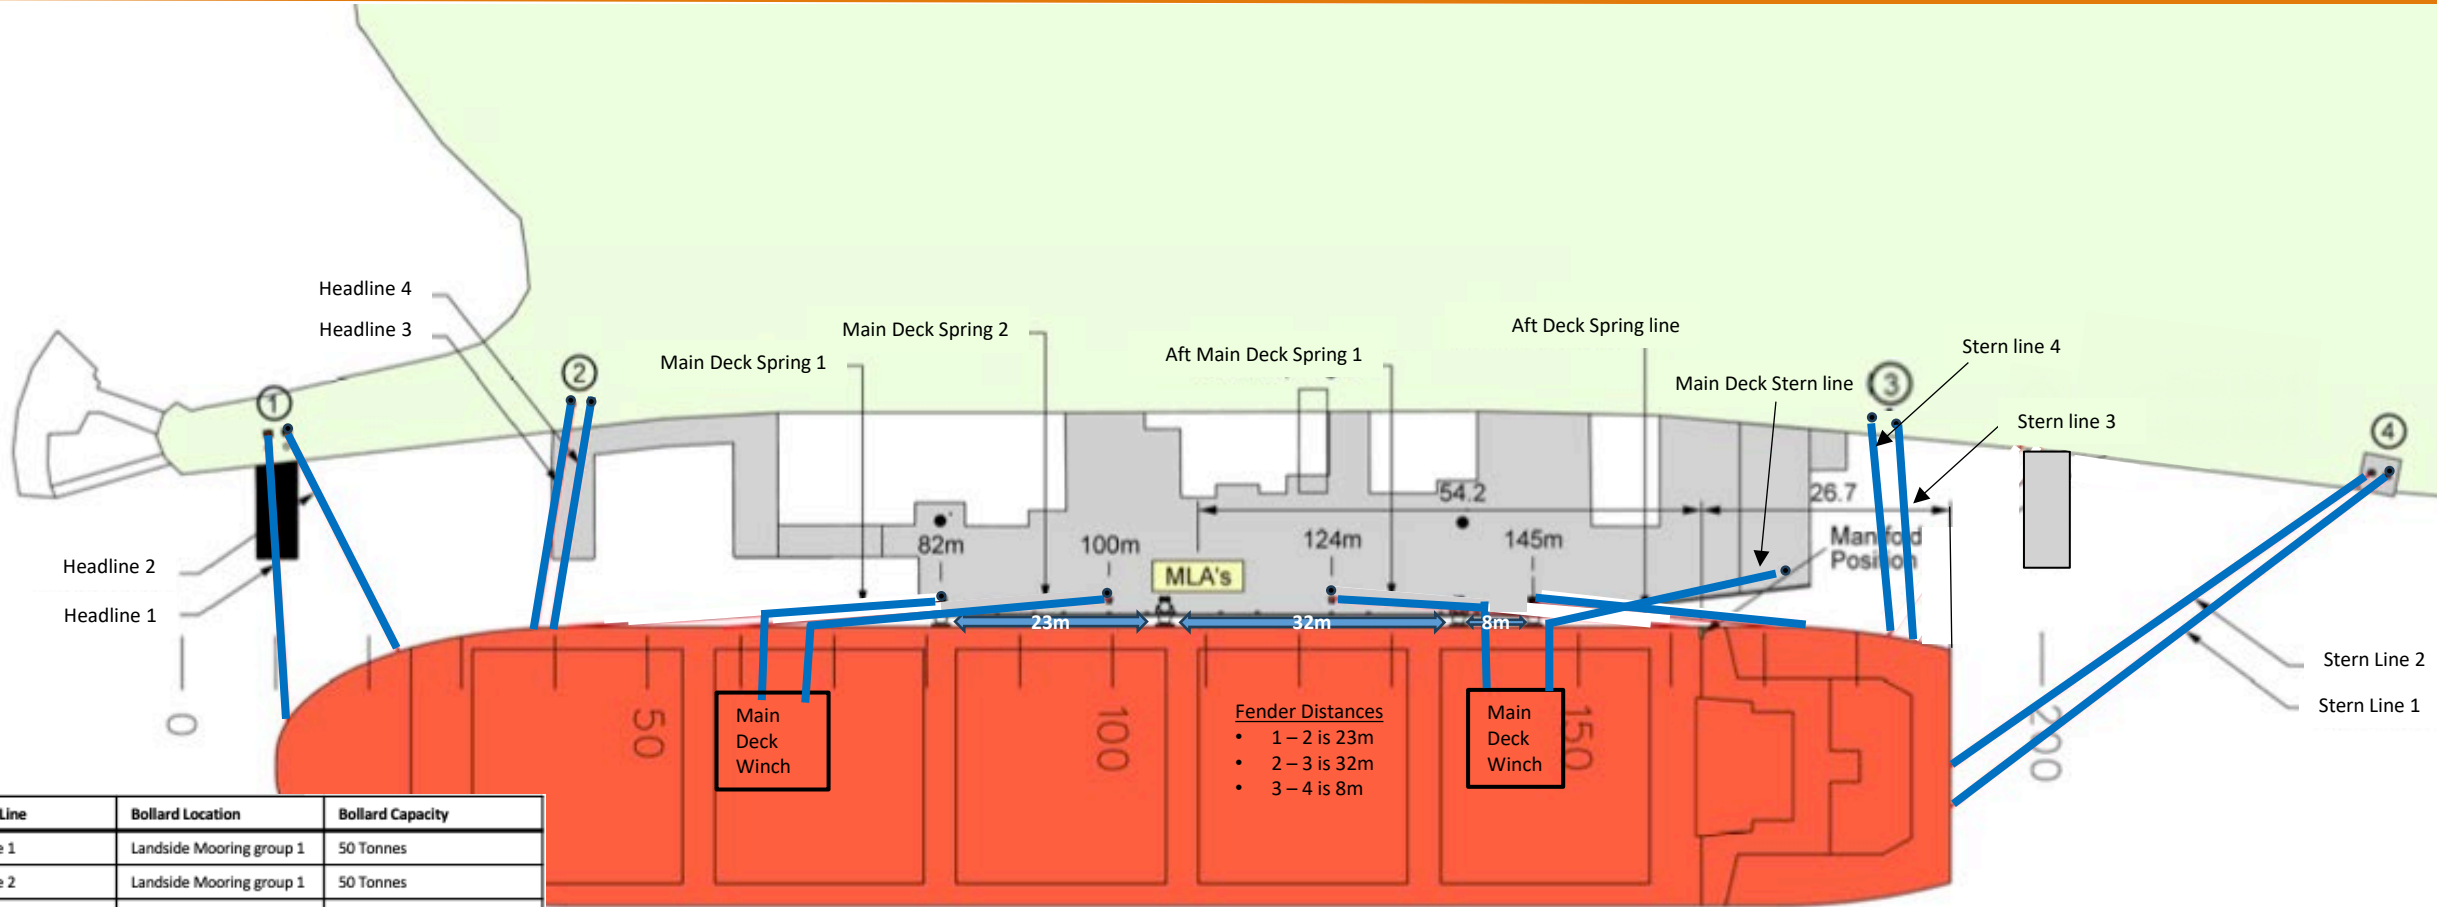 Headline 4
Headline 3
Main Deck Spring 1
Main Deck Spring 2
Aft Main Deck Spring 1
Aft Deck Spring line
Main Deck Stern line
Stern line 4
Stern line 3
1
2
3
4
Headline 2
Headline 1
54.2
26.7
82m
100m
124m
145m
Manifold
Position
MLA's
23m
32m
8m
Stern Line 2
Stern Line 1
0
50
100
150
200
Main
Deck
Winch
Fender Distances
• 1 – 2 is 23m
• 2 – 3 is 32m
• 3 – 4 is 8m
Main
Deck
Winch
Line Bollard Location Bollard Capacity
1 Landside Mooring group 1 50 Tonnes
2 Landside Mooring group 1 50 Tonnes